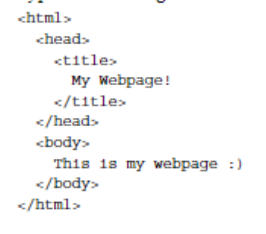 <html>
<head>
<title>
My Webpage!
</title>
</head>
<body>
This is my webpage :)
</body>
</html>